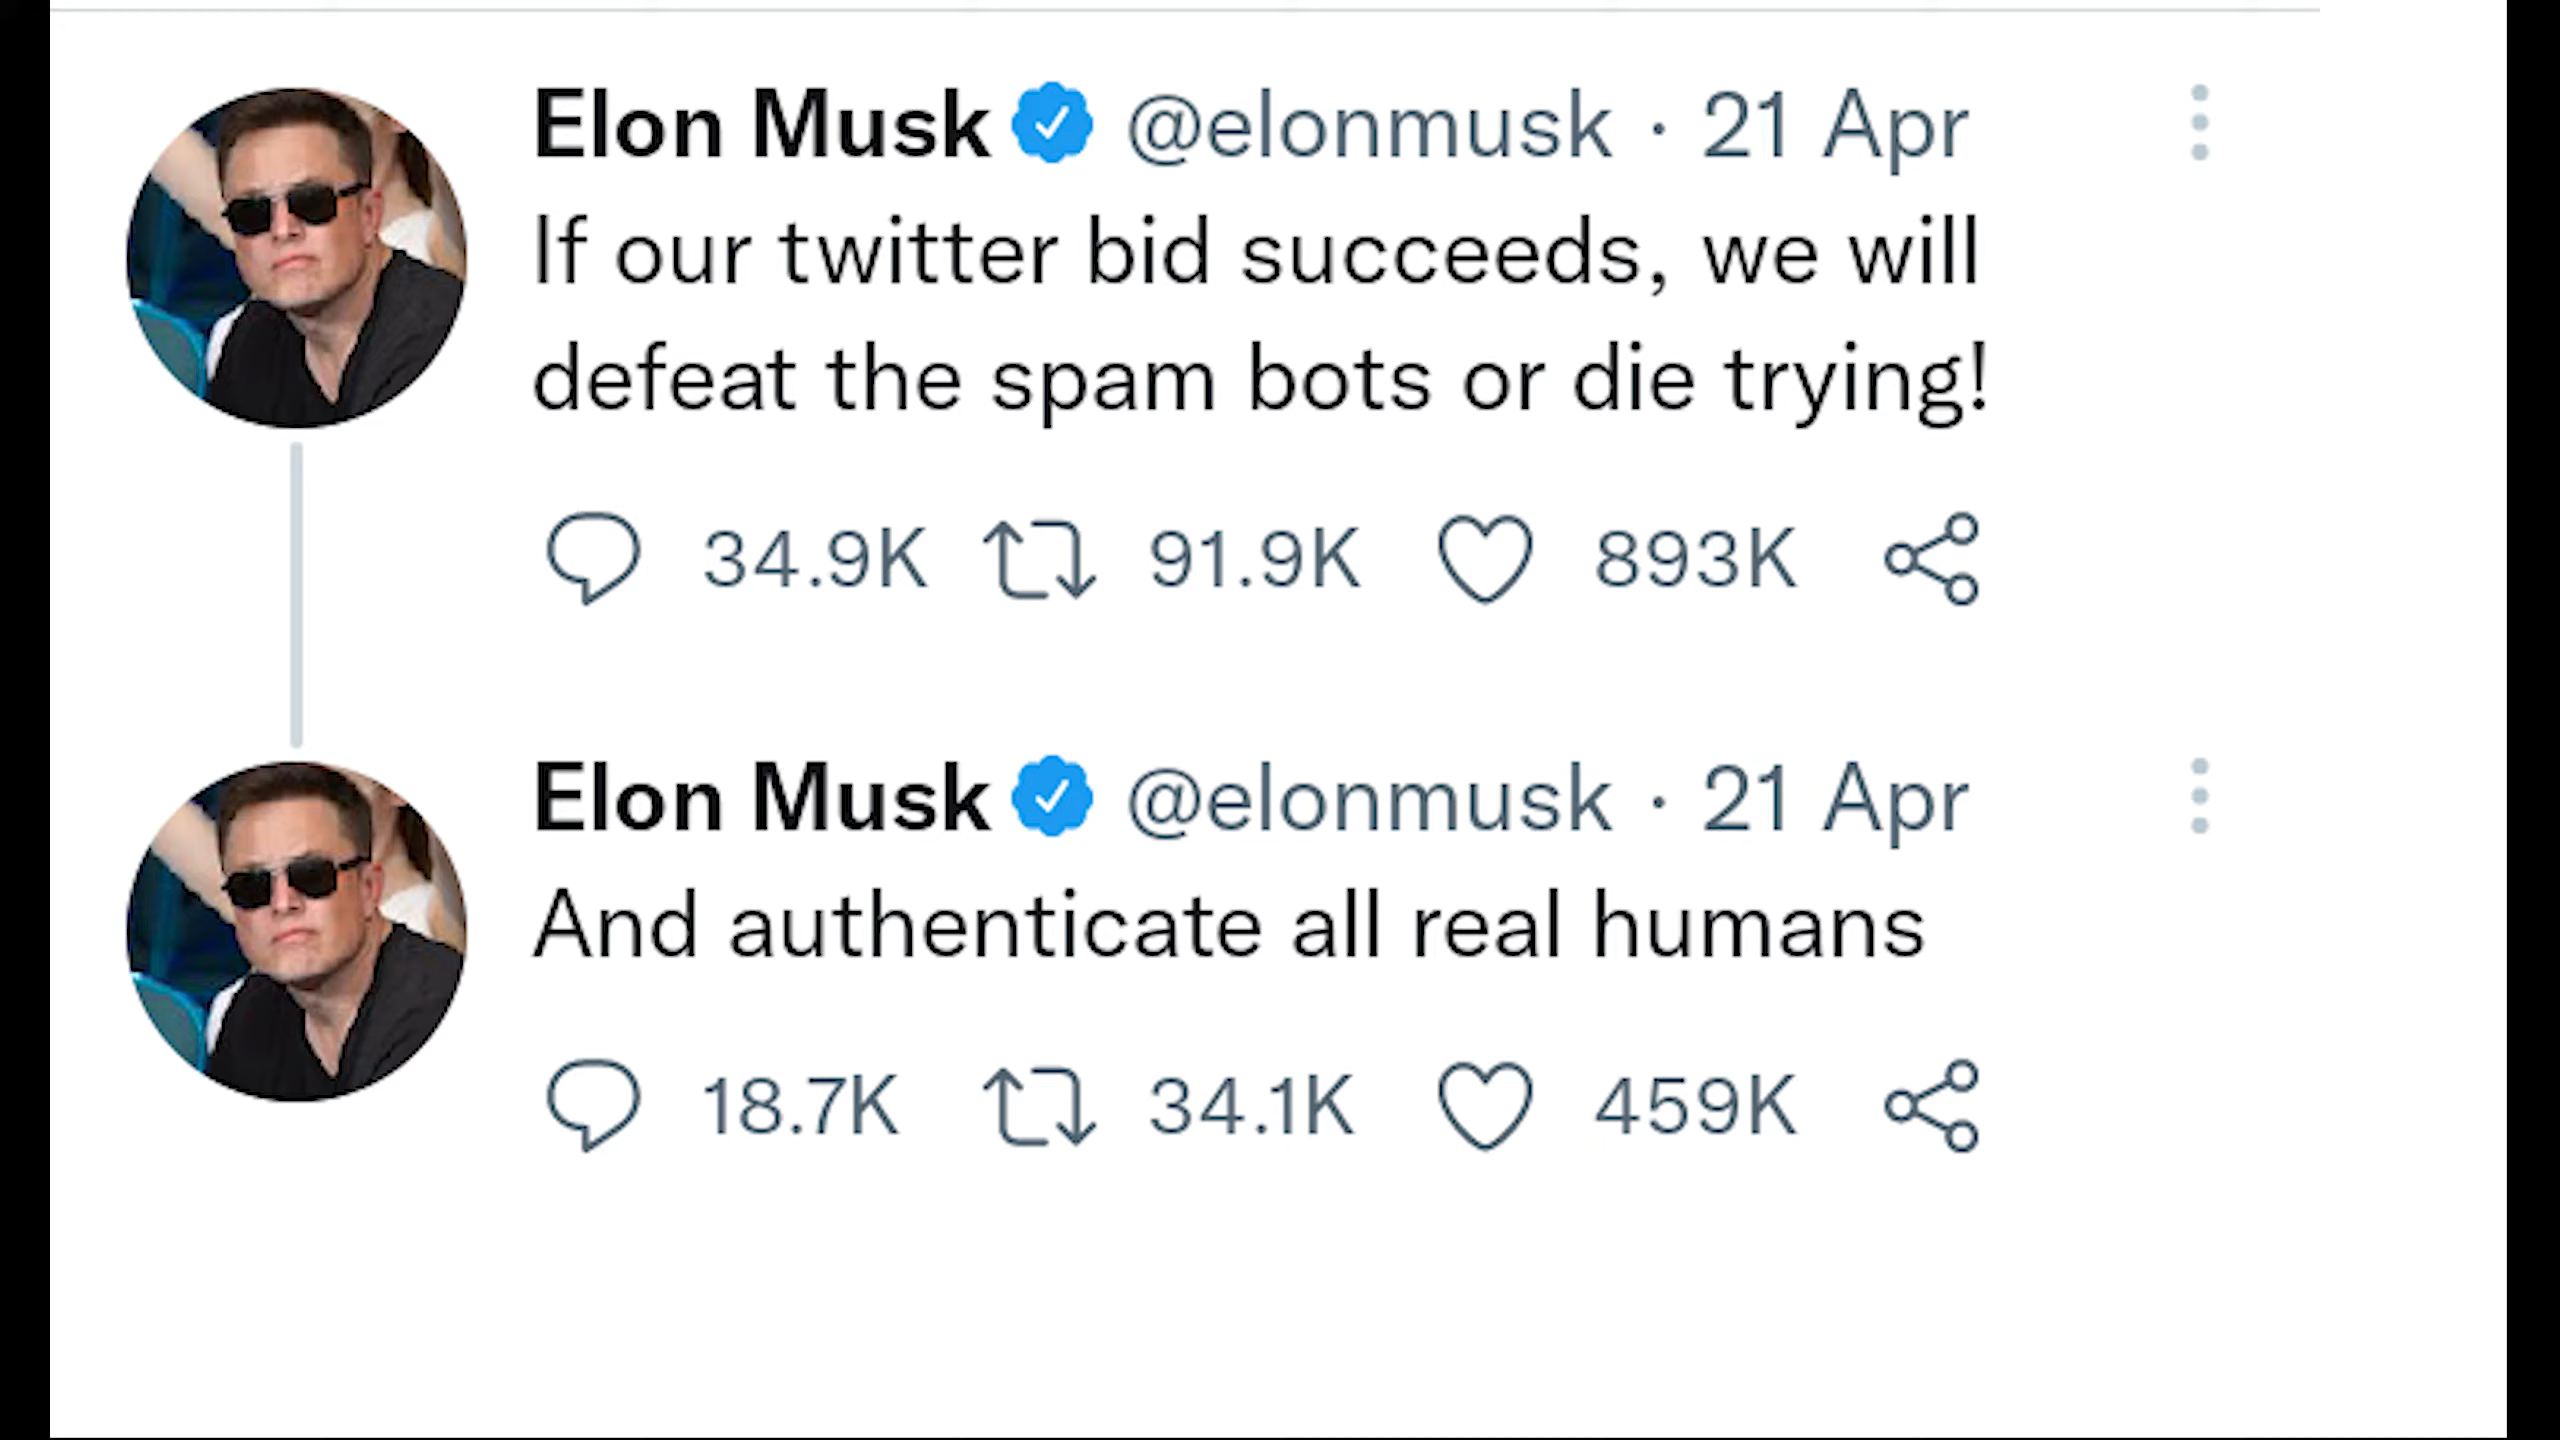 Elon Musk @elonmusk · 21 Apr
If our twitter bid succeeds, we will
defeat the spam bots or die trying!
34.9K 91.9K 893K
Elon Musk @elonmusk · 21 Apr
And authenticate all real humans
18.7K 34.1K 459K